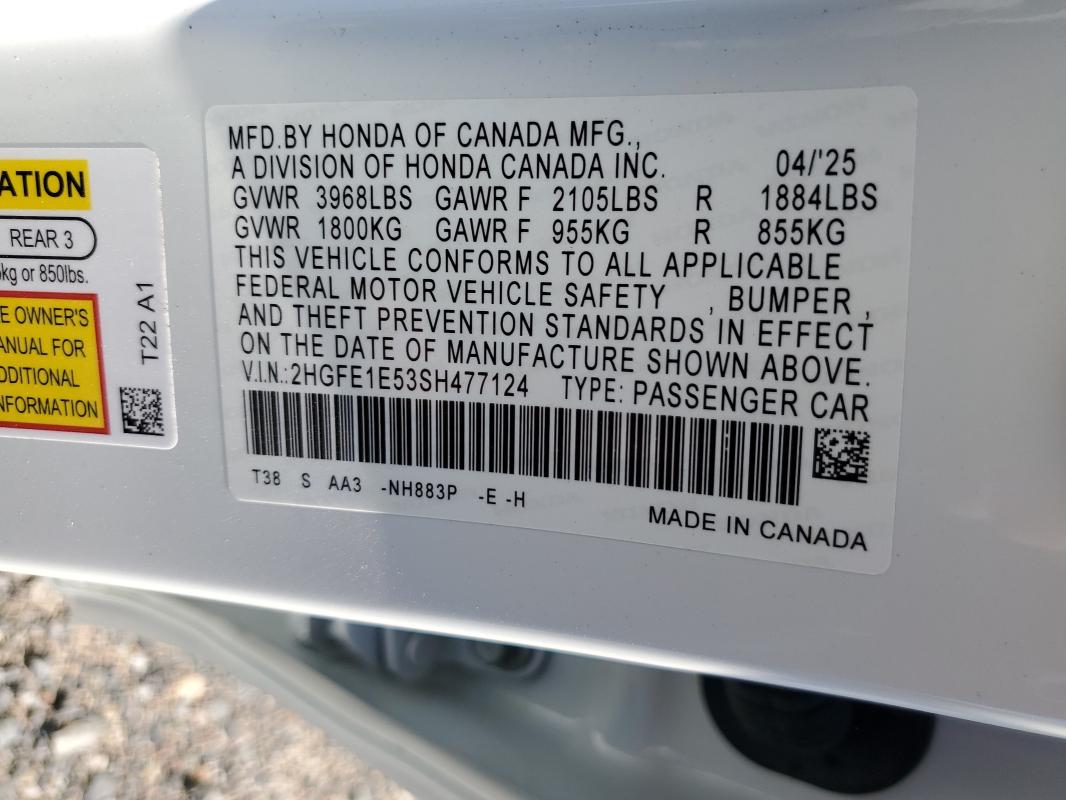 ATION
REAR 3
kg or 850lbs.
OWNER'S
ANUAL FOR
DDITIONAL
NFORMATION
T22 A1
MFD.BY HONDA OF CANADA MFG.,
A DIVISION OF HONDA CANADA INC. 04/'25
GVWR 3968LBS GAWR F 2105LBS R 1884LBS
GVWR 1800KG GAWR F 955KG R 855KG
THIS VEHICLE CONFORMS TO ALL APPLICABLE
FEDERAL MOTOR VEHICLE SAFETY , BUMPER ,
AND THEFT PREVENTION STANDARDS IN EFFECT
ON THE DATE OF MANUFACTURE SHOWN ABOVE.
V.I.N.:2HGFE1E53SH477124 TYPE: PASSENGER CAR
T38 S AA3 -NH883P -E -H
MADE IN CANADA